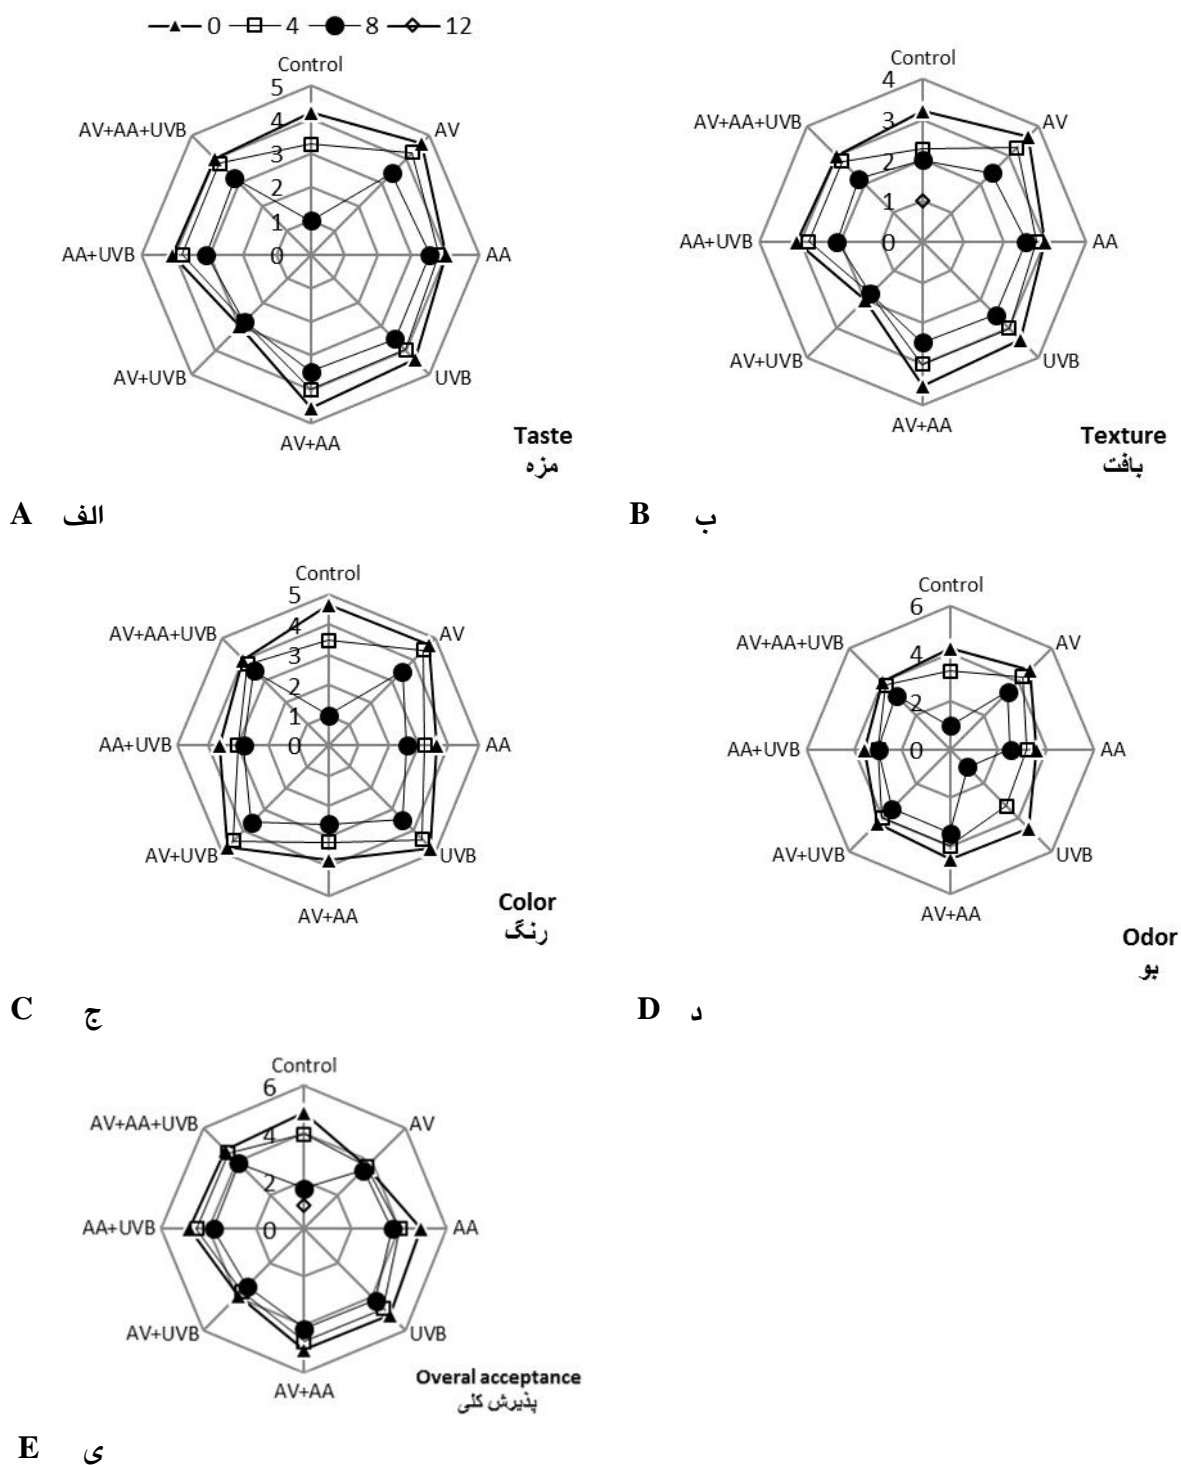 0 4 8 12
Control
5
4
3
2
1
0
AV+AA+UVB
AV
AA+UVB
AA
AV+UVB
UVB
AV+AA
Taste
مزه
A الف
Control
4
3
2
1
0
AV+AA+UVB
AV
AA+UVB
AA
AV+UVB
UVB
AV+AA
Texture
بافت
B ب
Control
5
4
3
2
1
0
AV+AA+UVB
AV
AA+UVB
AA
AV+UVB
UVB
AV+AA
Color
رنگ
C ج
Control
6
4
2
0
AV+AA+UVB
AV
AA+UVB
AA
AV+UVB
UVB
AV+AA
Odor
بو
D د
Control
6
4
2
0
AV+AA+UVB
AV
AA+UVB
AA
AV+UVB
UVB
AV+AA
Overal acceptance
پذیرش کلی
E ی